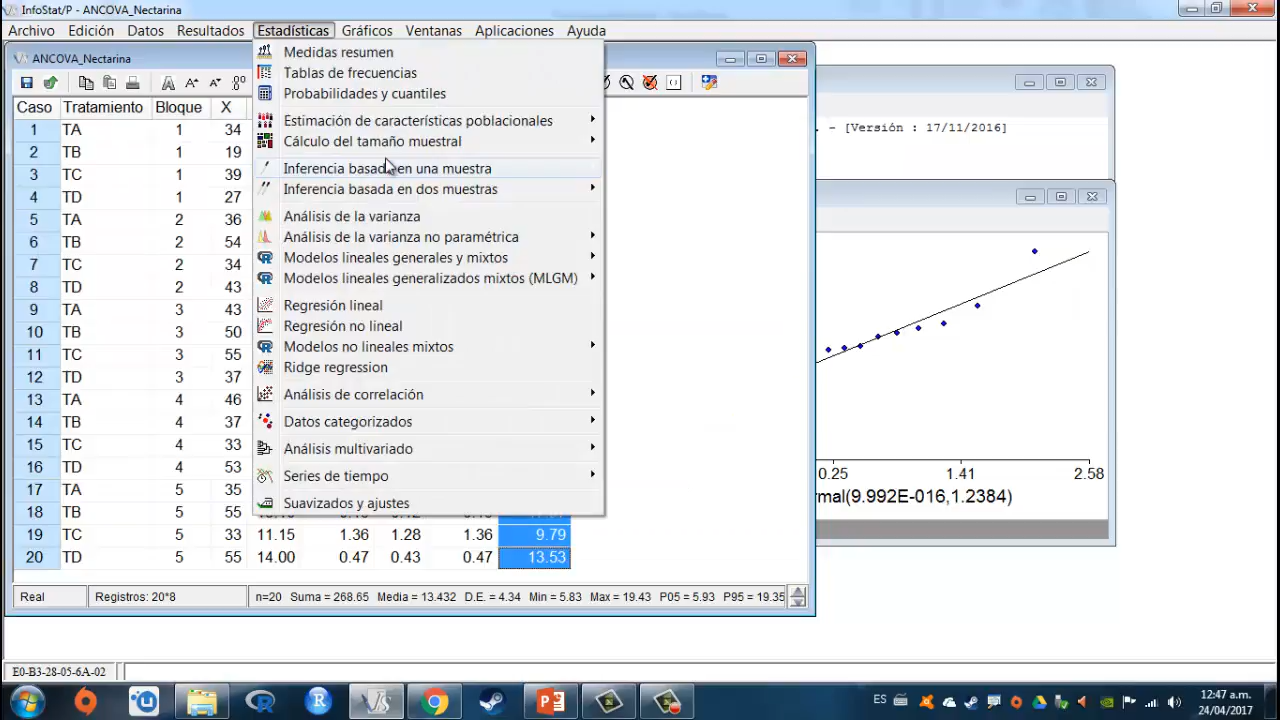 InfoStat/P - ANCOVA_Nectarina
Archivo Edición Datos Resultados Estadísticas Gráficos Ventanas Aplicaciones Ayuda
ANCOVA_Nectarina
Caso Tratamiento Bloque X
1 TA 1 34
2 TB 1 19
3 TC 1 39
4 TD 1 27
5 TA 2 36
6 TB 2 54
7 TC 2 34
8 TD 2 43
9 TA 3 43
10 TB 3 50
11 TC 3 55
12 TD 3 37
13 TA 4 46
14 TB 4 37
15 TC 4 33
16 TD 4 53
17 TA 5 35
18 TB 5 55
19 TC 5 33 11.15 1.36 1.28 1.36 9.79
20 TD 5 55 14.00 0.47 0.43 0.47 13.53
Real Registros: 20*8 n=20 Suma = 268.65 Media = 13.432 D.E. = 4.34 Min = 5.83 Max = 19.43 P05 = 5.93 P95 = 19.35
Medidas resumen
Tablas de frecuencias
Probabilidades y cuantiles
Estimación de características poblacionales
Cálculo del tamaño muestral
Inferencia basada en una muestra
Inferencia basada en dos muestras
Análisis de la varianza
Análisis de la varianza no paramétrica
Modelos lineales generales y mixtos
Modelos lineales generalizados mixtos (MLGM)
Regresión lineal
Regresión no lineal
Modelos no lineales mixtos
Ridge regression
Análisis de correlación
Datos categorizados
Análisis multivariado
Series de tiempo
Suavizados y ajustes
. - [Versión : 17/11/2016]
0.25 1.41 2.58
rmal(9.992E-016,1.2384)
E0-B3-28-05-6A-02
ES
12:47 a.m.
24/04/2017